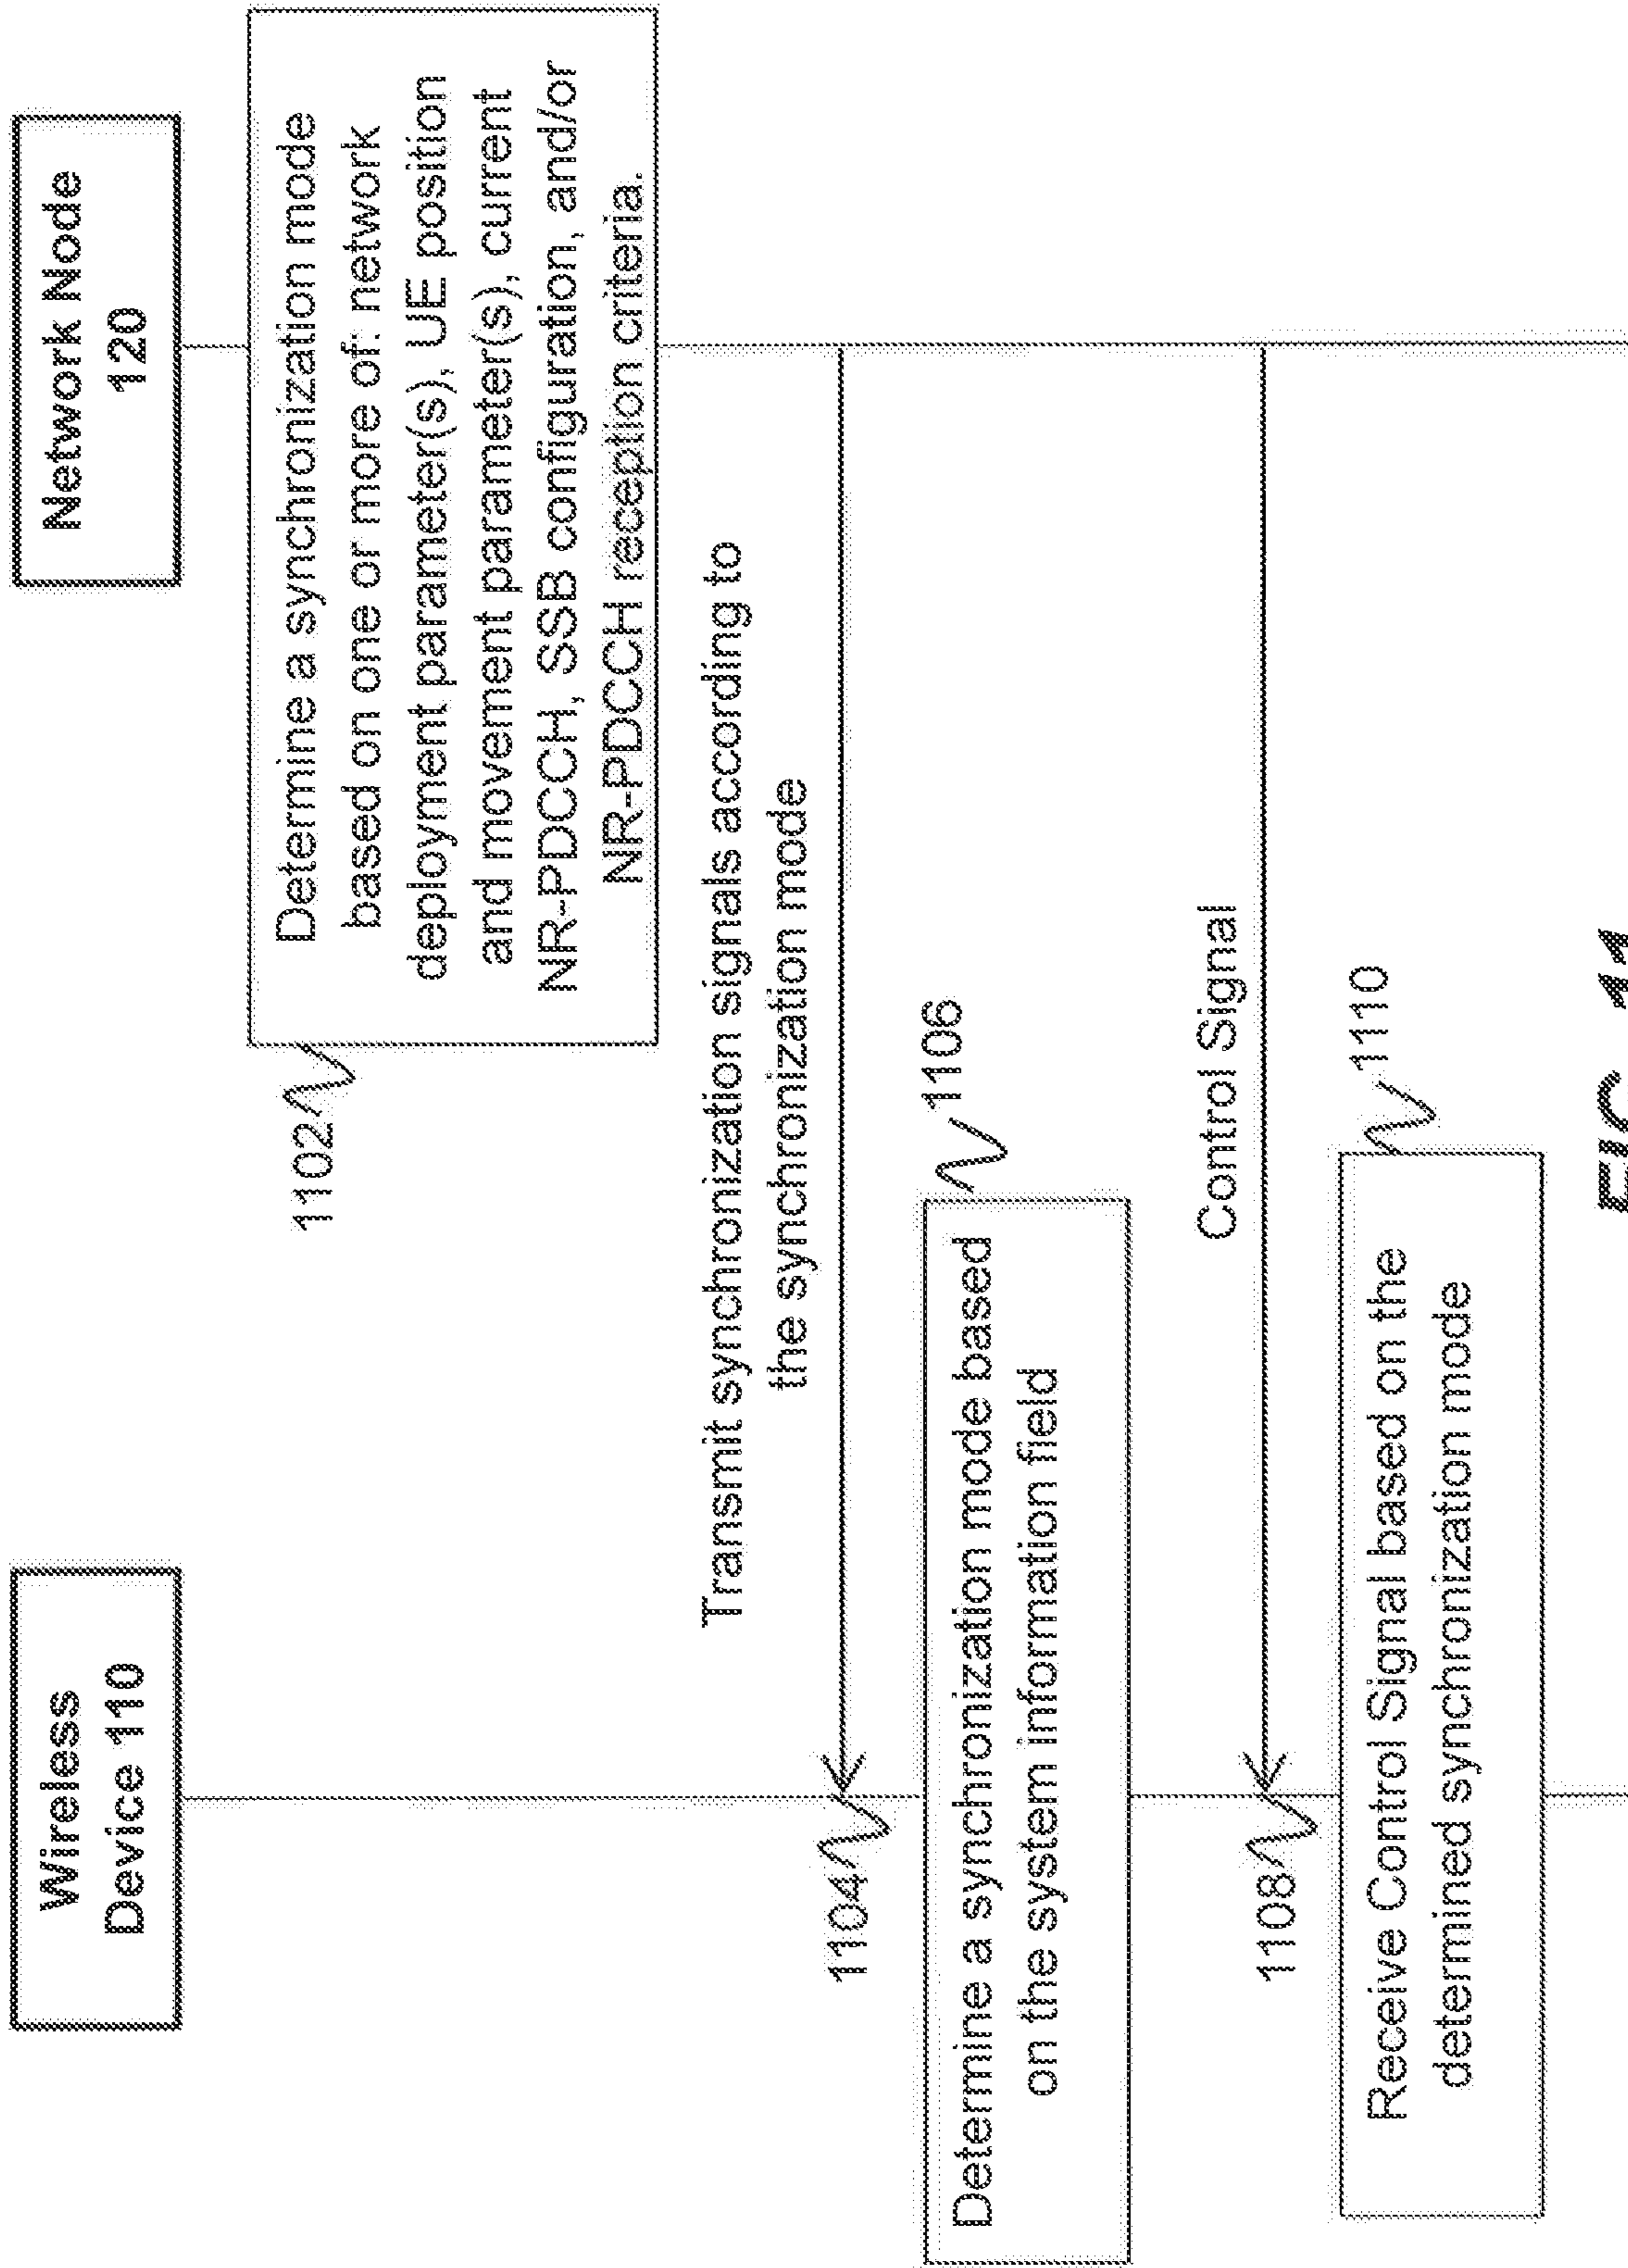 Wireless
Device 110
Network Node
120
1102
Determine a synchronization mode
based on one or more of: network
deployment parameter(s), UE position
and movement parameter(s), current
NR-PDCCH, SSB configuration, and/or
NR-PDCCH reception criteria.
Transmit synchronization signals according to
the synchronization mode
1104
Determine a synchronization mode based
on the system information field
1106
Control Signal
1108
Receive Control Signal based on the
determined synchronization mode
1110
FIG. 11